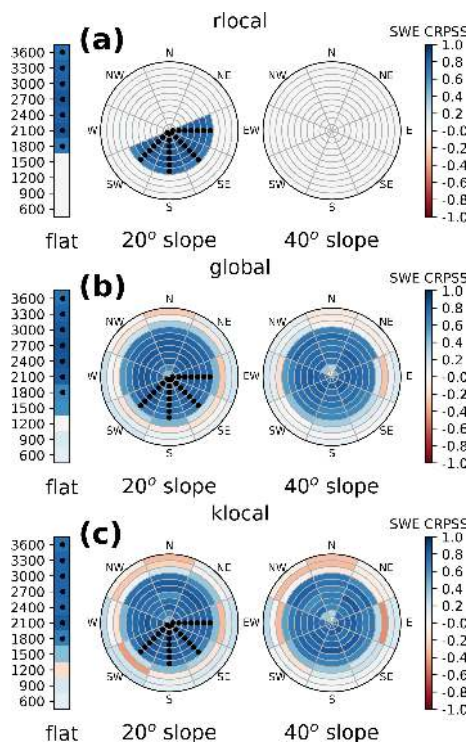 rlocal
(a)
SWE CRPSS
3600
3300
3000
2700
2400
2100
1800
1500
1200
900
600
flat
N
NE
E
SE
S
SW
W
NW
20° slope
N
NE
E
SE
S
SW
W
NW
40° slope
1.0
0.8
0.6
0.4
0.2
0.0
-0.2
-0.4
-0.6
-0.8
-1.0
global
(b)
SWE CRPSS
3600
3300
3000
2700
2400
2100
1800
1500
1200
900
600
flat
N
NE
E
SE
S
SW
W
NW
20° slope
N
NE
E
SE
S
SW
W
NW
40° slope
1.0
0.8
0.6
0.4
0.2
0.0
-0.2
-0.4
-0.6
-0.8
-1.0
klocal
(c)
SWE CRPSS
3600
3300
3000
2700
2400
2100
1800
1500
1200
900
600
flat
N
NE
E
SE
S
SW
W
NW
20° slope
N
NE
E
SE
S
SW
W
NW
40° slope
1.0
0.8
0.6
0.4
0.2
0.0
-0.2
-0.4
-0.6
-0.8
-1.0